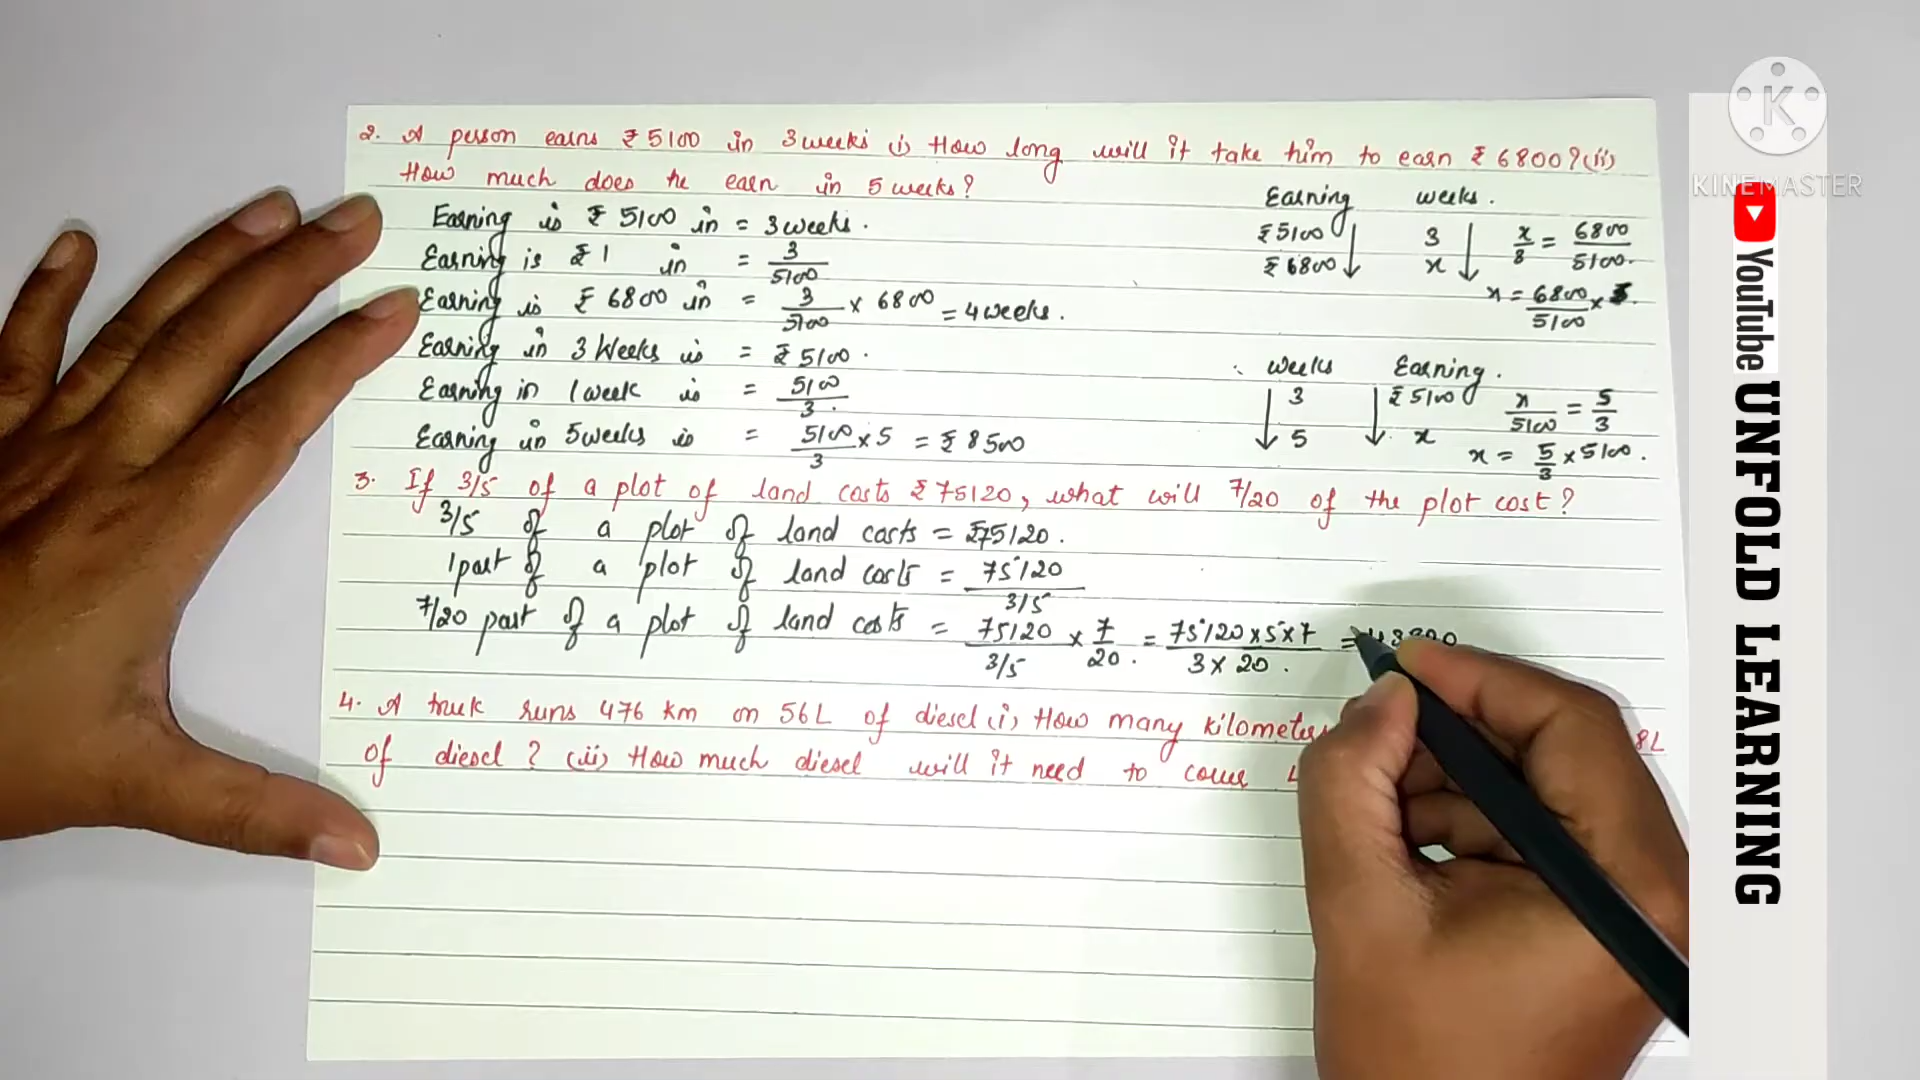 2. A person earns ₹ 5100 in 3 weeks (i) How long will it take him to earn ₹ 6800? (ii)
How much does he earn in 5 weeks?
Earning is ₹ 5100 in = 3 weeks.
Earning is ₹ 1 in = 3/5100
Earning is ₹ 6800 in = 3/5100 × 6800 = 4 weeks.
Earning in 3 Weeks is = ₹ 5100.
Earning in 1 week is = 5100/3.
Earning in 5 weeks is = 5100/3 × 5 = ₹ 8500
Earning weeks.
₹ 5100 3 x/8 = 6800/5100.
₹ 6800 x
x = 6800/5100 ×
weeks Earning.
3 ₹ 5100 x/5100 = 5/3
5 x
x = 5/3 × 5100.
3. If 3/5 of a plot of land costs ₹ 75120, what will 7/20 of the plot cost?
3/5 of a plot of land costs = ₹75120.
1 part of a plot of land costs = 75120/3/5
7/20 part of a plot of land costs = 75120/3/5 × 7/20. = 75120×5×7/3×20. =
4. A truck runs 476 km on 56L of diesel (i) How many kilometers 8L
of diesel? (ii) How much diesel will it need to cover
KINEMASTER
YouTube UNFOLD LEARNING